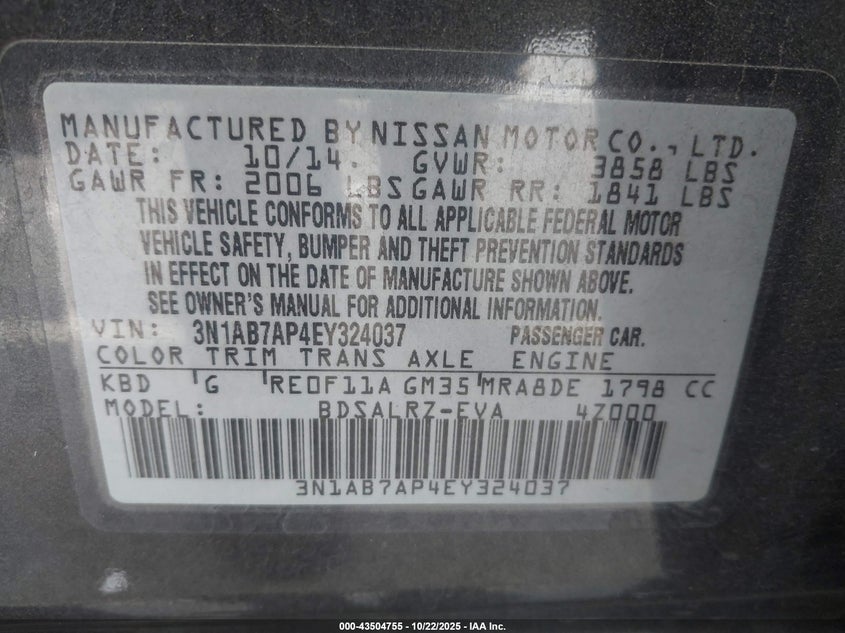 MANUFACTURED BY NISSAN MOTOR CO., LTD.
DATE: 10/14. GVWR: 3858 LBS
GAWR FR: 2006 LBS GAWR RR: 1841 LBS
THIS VEHICLE CONFORMS TO ALL APPLICABLE FEDERAL MOTOR
VEHICLE SAFETY, BUMPER AND THEFT PREVENTION STANDARDS
IN EFFECT ON THE DATE OF MANUFACTURE SHOWN ABOVE.
SEE OWNER'S MANUAL FOR ADDITIONAL INFORMATION.
VIN: 3N1AB7AP4EY324037 PASSENGER CAR.
COLOR TRIM TRANS AXLE ENGINE
KBD 'G 'RE0F11A GM35'MRA8DE 1798 CC
MODEL: BDSALRZ-EVA 4Z000
3N1AB7AP4EY324037
000-43504755 - 10/22/2025 - IAA Inc.